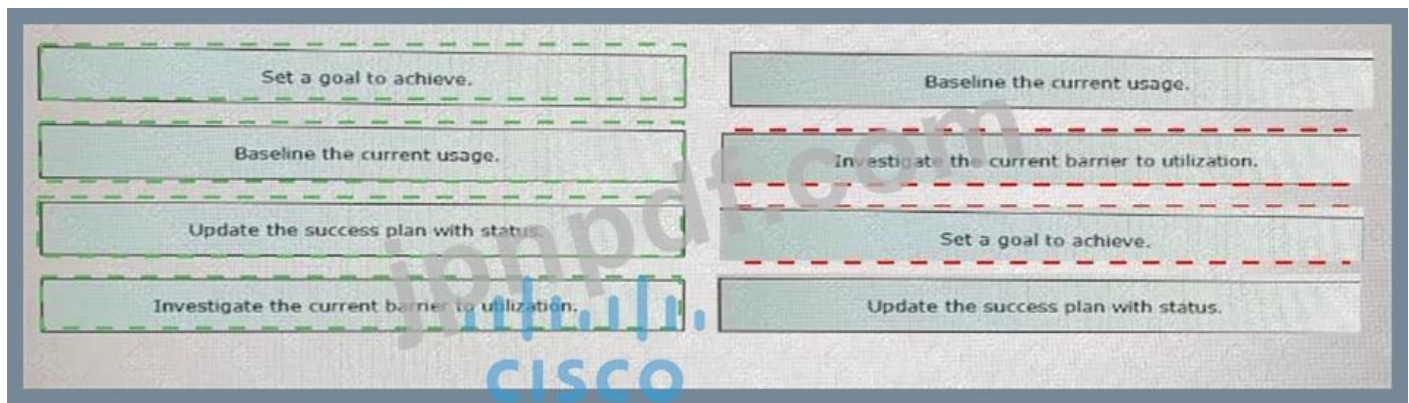 Set a goal to achieve.
Baseline the current usage.
Update the success plan with status.
Investigate the current barrier to utilization.
Baseline the current usage.
Investigate the current barrier to utilization.
Set a goal to achieve.
Update the success plan with status.
jpnpdf.com
CISCO